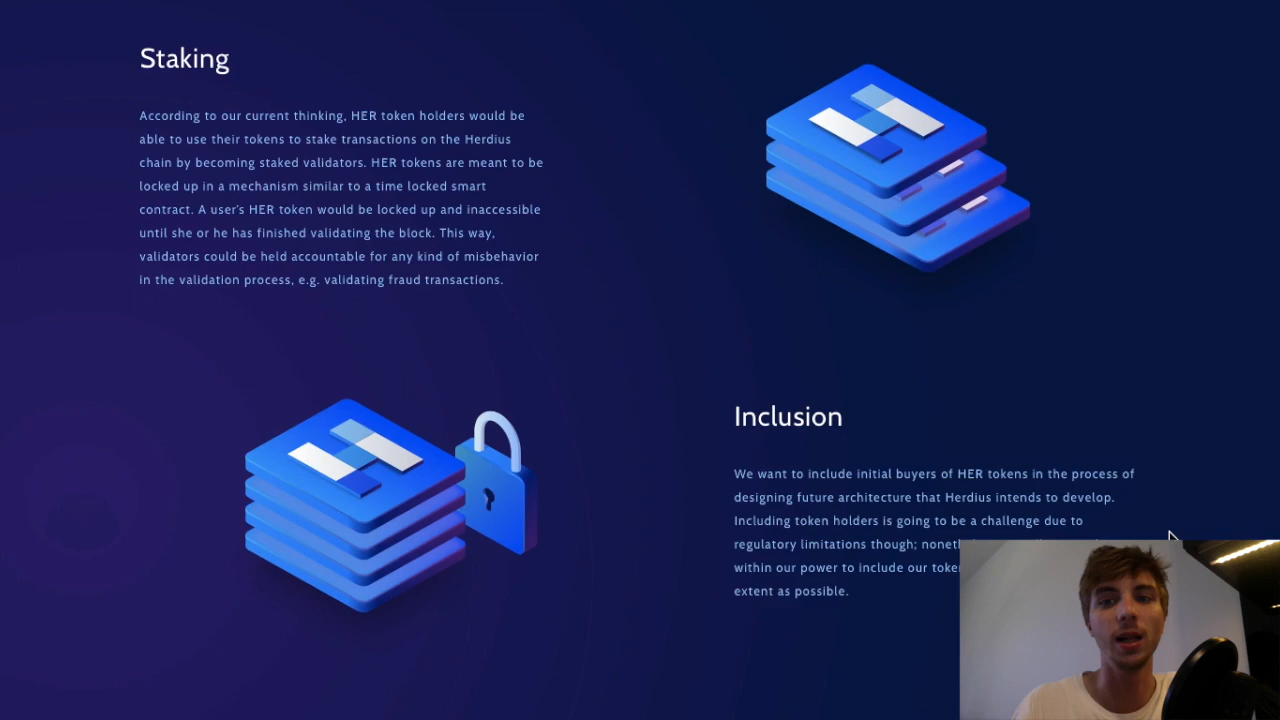 Staking
According to our current thinking, HER token holders would be
able to use their tokens to stake transactions on the Herdius
chain by becoming staked validators. HER tokens are meant to be
locked up in a mechanism similar to a time locked smart
contract. A user's HER token would be locked up and inaccessible
until she or he has finished validating the block. This way,
validators could be held accountable for any kind of misbehavior
in the validation process, e.g. validating fraud transactions.
Inclusion
We want to include initial buyers of HER tokens in the process of
designing future architecture that Herdius intends to develop.
Including token holders is going to be a challenge due to
regulatory limitations though;
within our power to include our
extent as possible.